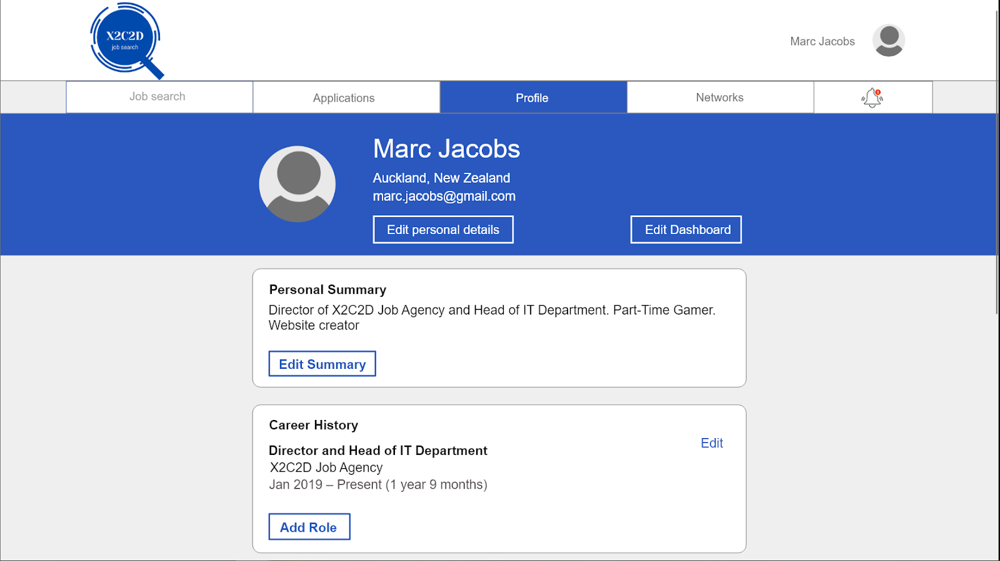 X2C2D
job search
Marc Jacobs
Job search
Applications
Profile
Networks
1
Marc Jacobs
Auckland, New Zealand
marc.jacobs@gmail.com
Edit personal details
Edit Dashboard
Personal Summary
Director of X2C2D Job Agency and Head of IT Department. Part-Time Gamer.
Website creator
Edit Summary
Career History
Edit
Director and Head of IT Department
X2C2D Job Agency
Jan 2019 – Present (1 year 9 months)
Add Role